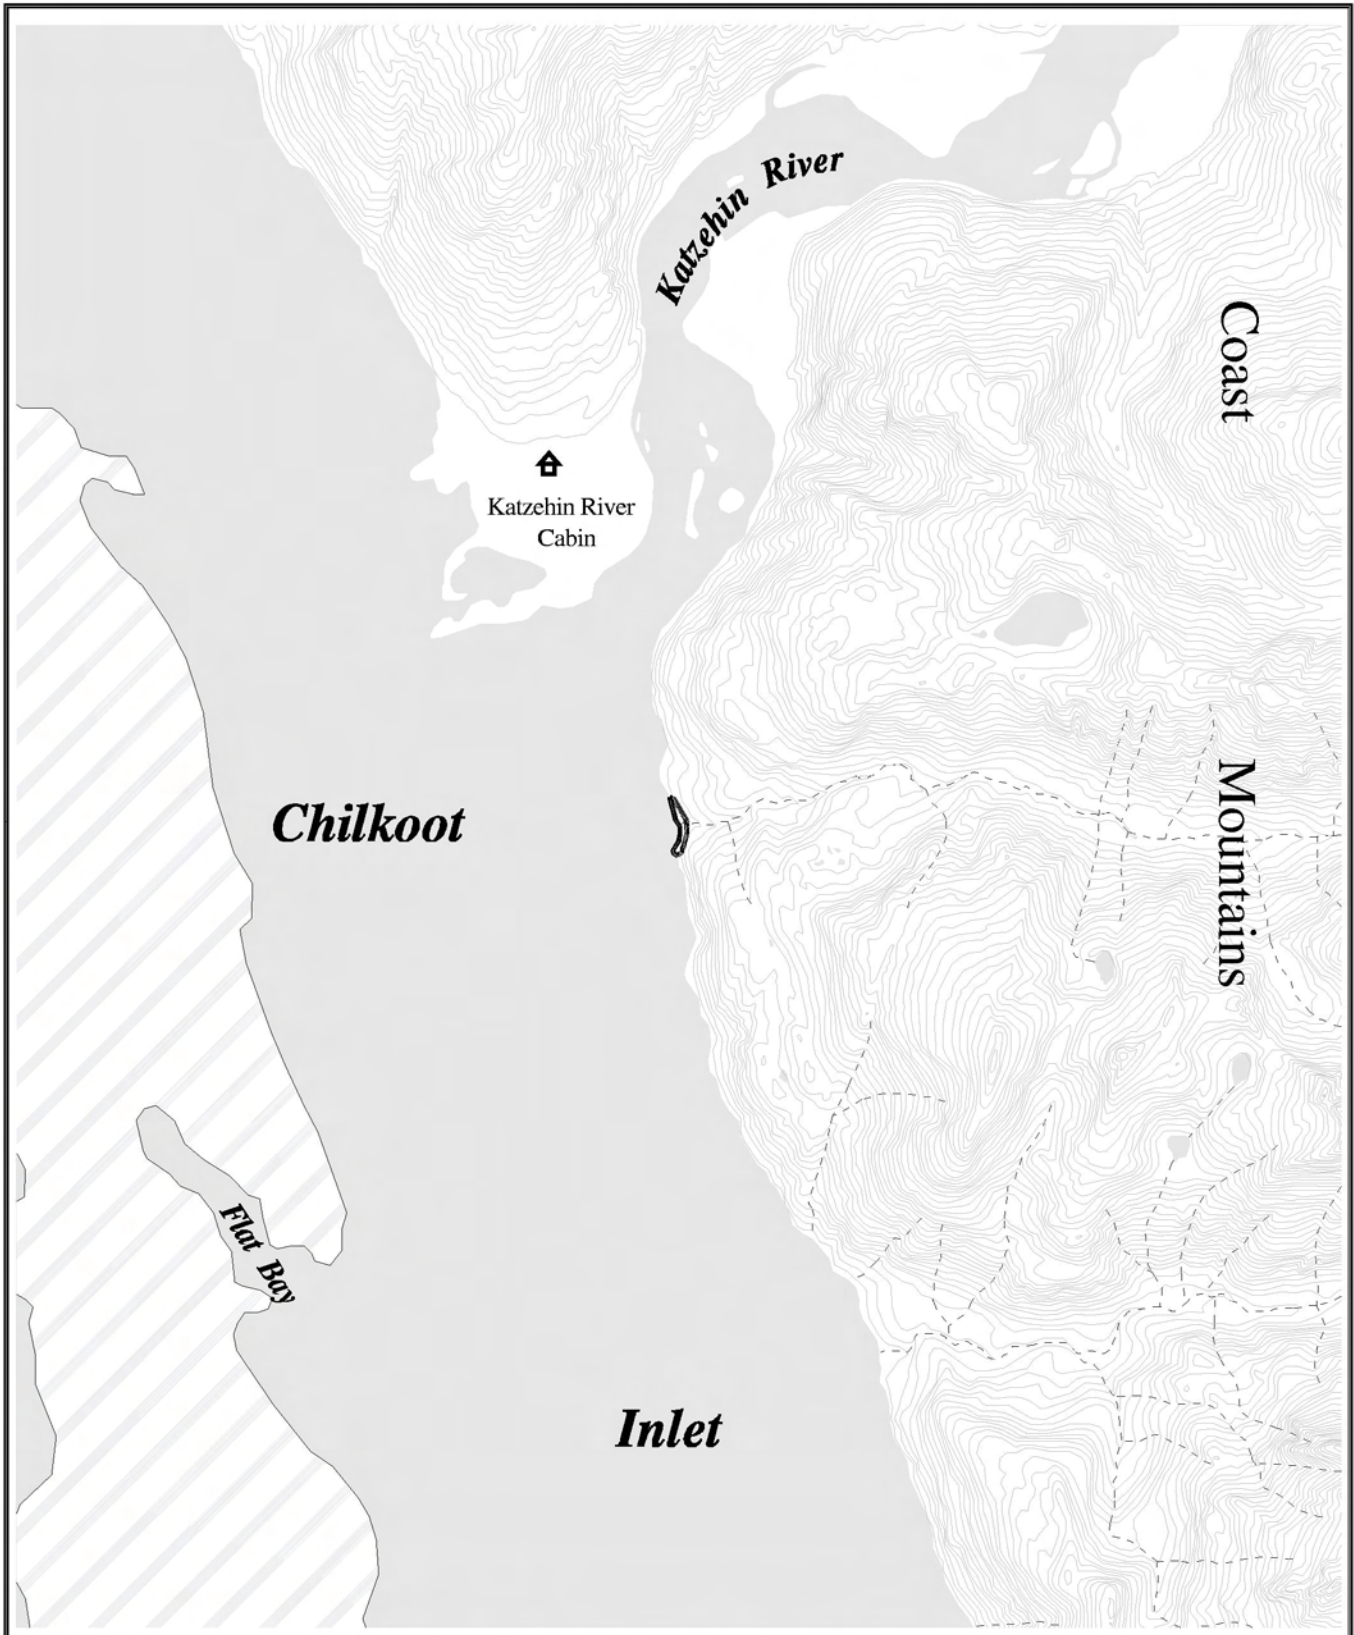 Katzehin River
Coast
Katzehin River
Cabin
Mountains
Chilkoot
Flat Bay
Inlet